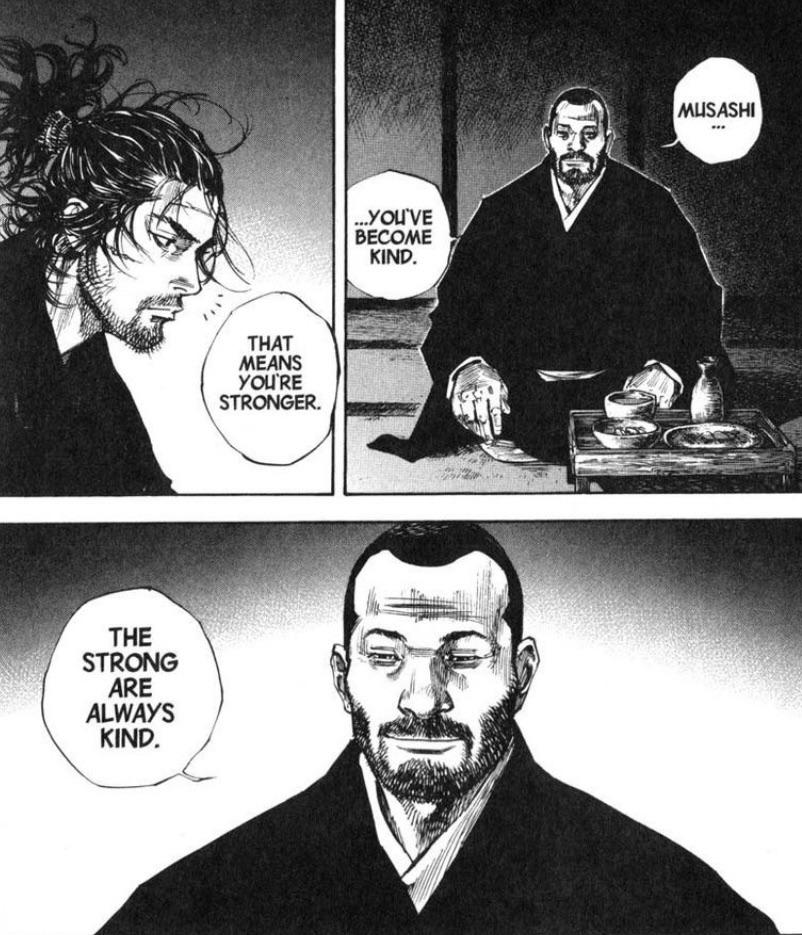 MUSASHI
...
...YOU'VE
BECOME
KIND.
THAT
MEANS
YOU'RE
STRONGER.
THE
STRONG
ARE
ALWAYS
KIND.